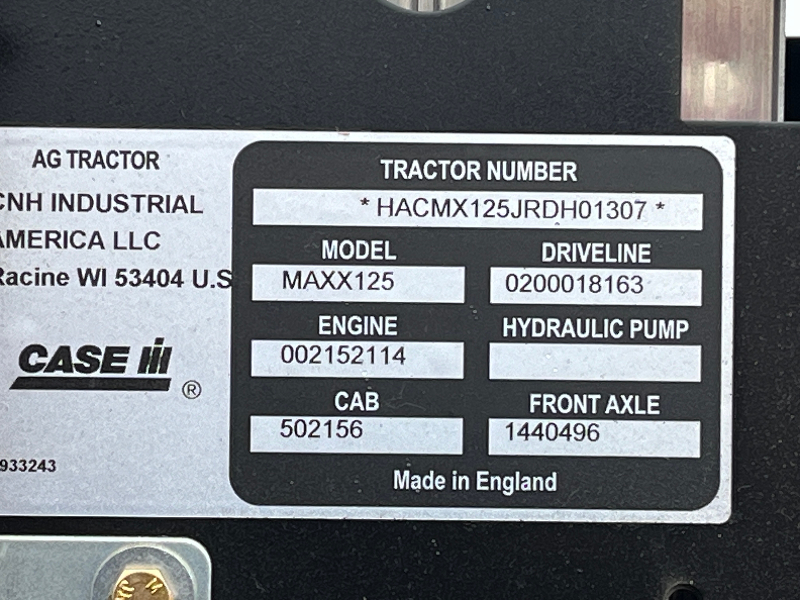 AG TRACTOR
CNH INDUSTRIAL
AMERICA LLC
Racine WI 53404 U.S
CASE IH
®
933243
TRACTOR NUMBER
* HACMX125JRDH01307 *
MODEL DRIVELINE
MAXX125 0200018163
ENGINE HYDRAULIC PUMP
002152114
CAB FRONT AXLE
502156 1440496
Made in England